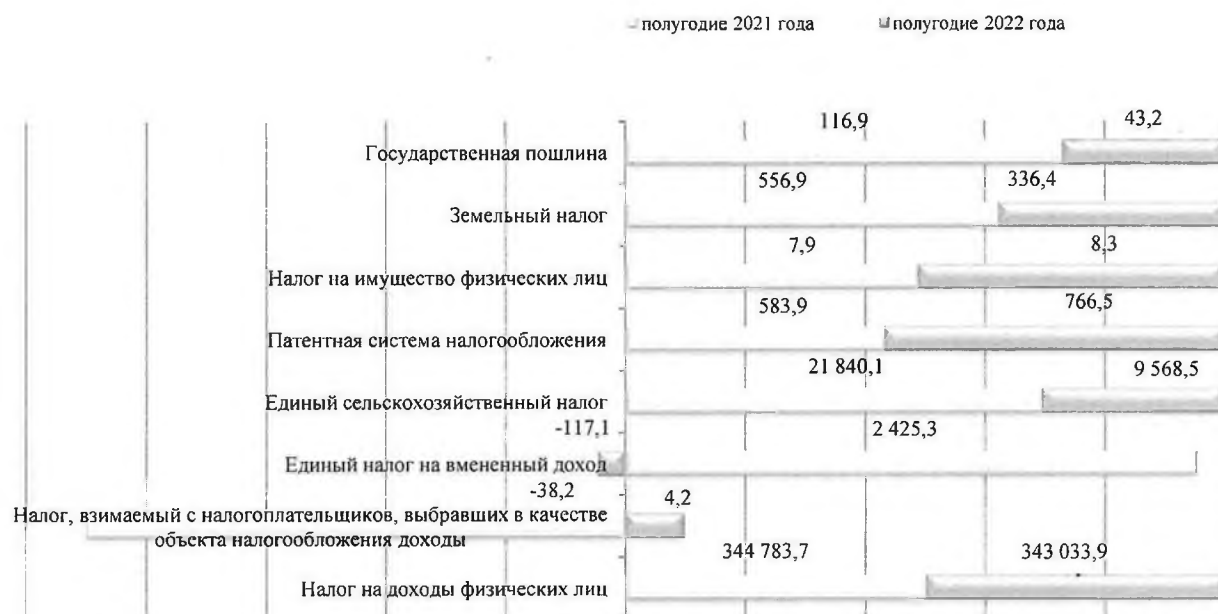 полугодие 2021 года полугодие 2022 года
116,9 43,2
Государственная пошлина
556,9 336,4
Земельный налог
7,9 8,3
Налог на имущество физических лиц
583,9 766,5
Патентная система налогообложения
21 840,1 9 568,5
Единый сельскохозяйственный налог
-117,1 2 425,3
Единый налог на вмененный доход
-38,2 4,2
Налог, взимаемый с налогоплательщиков, выбравших в качестве
объекта налогообложения доходы
344 783,7 343 033,9
Налог на доходы физических лиц